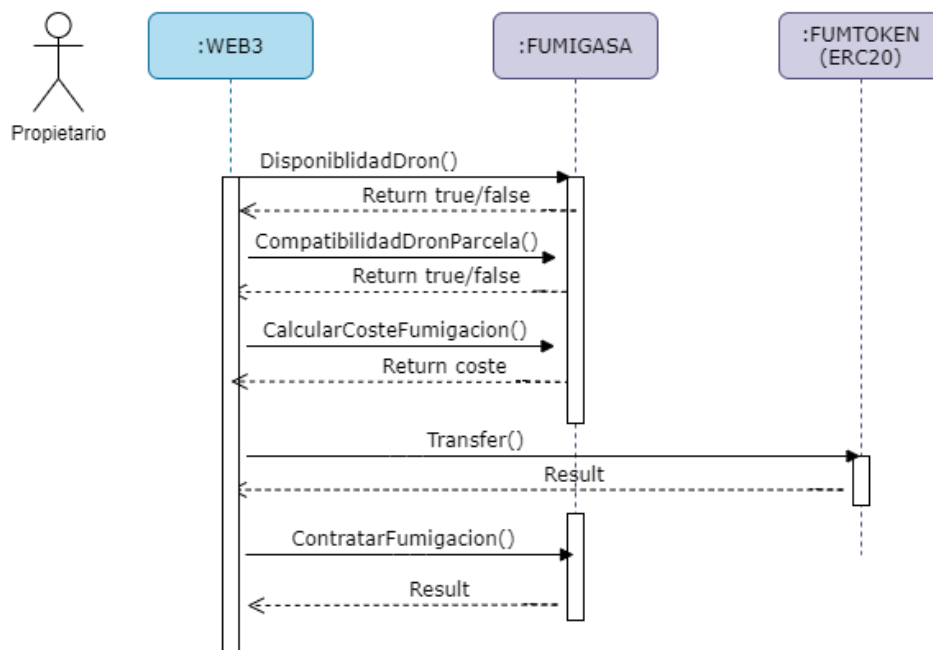 :WEB3
:FUMIGASA
:FUMTOKEN
(ERC20)
Propietario
DisponiblidadDron()
Return true/false
CompatibilidadDronParcela()
Return true/false
CalcularCosteFumigacion()
Return coste
Transfer()
Result
ContratarFumigacion()
Result